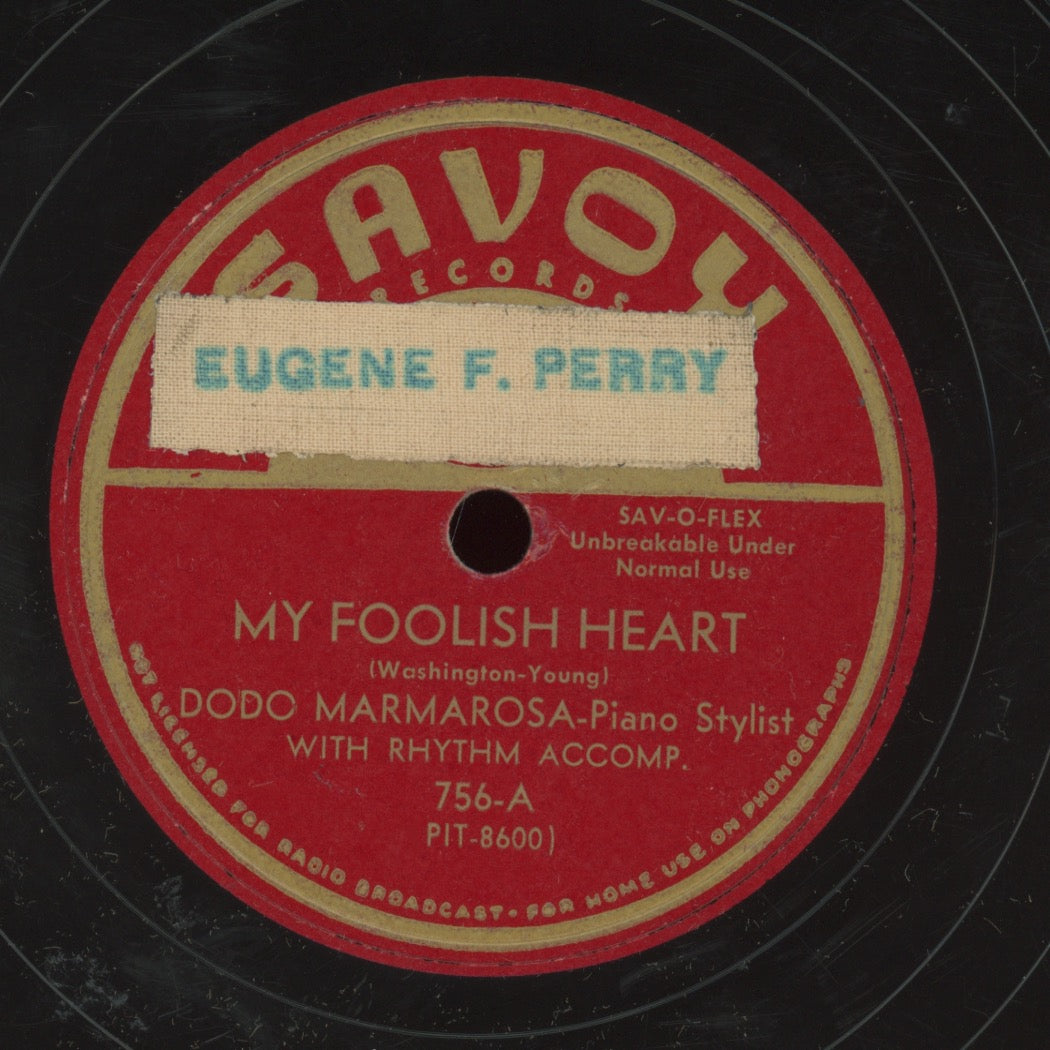 SAVOY
RECORDS
EUGENE F. PERRY
SAV-O-FLEX
Unbreakable Under
Normal Use
MY FOOLISH HEART
(Washington-Young)
DODO MARMAROSA-Piano Stylist
WITH RHYTHM ACCOMP.
756-A
PIT-8600)
NOT LICENSED FOR RADIO BROADCAST • FOR HOME USE ON PHONOGRAPHS